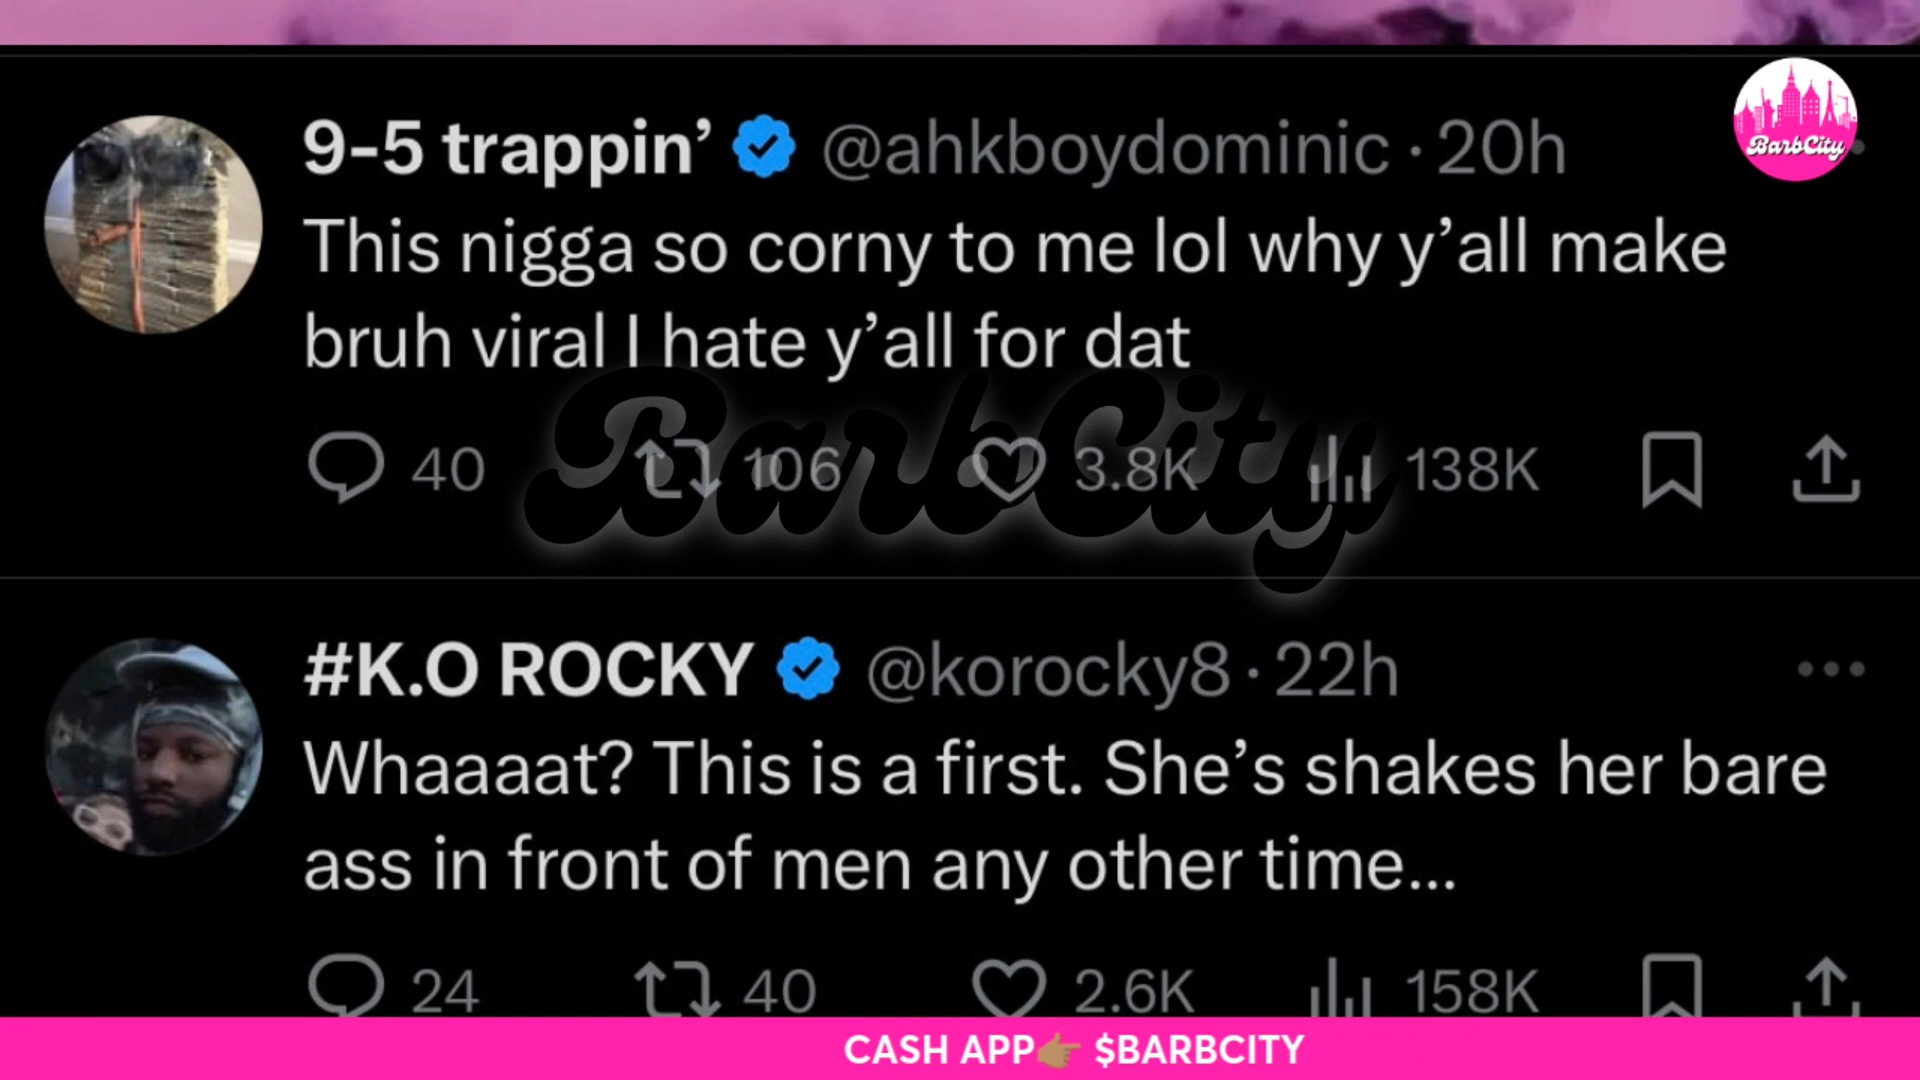 BarbCity
9-5 trappin’ @ahkboydominic · 20h
This nigga so corny to me lol why y’all make
bruh viral I hate y’all for dat
BarbCity
40 106 3.8K 138K
#K.O ROCKY @korocky8 · 22h
Whaaaat? This is a first. She’s shakes her bare
ass in front of men any other time...
24 40 2.6K 158K
CASH APP👉🏽 $BARBCITY